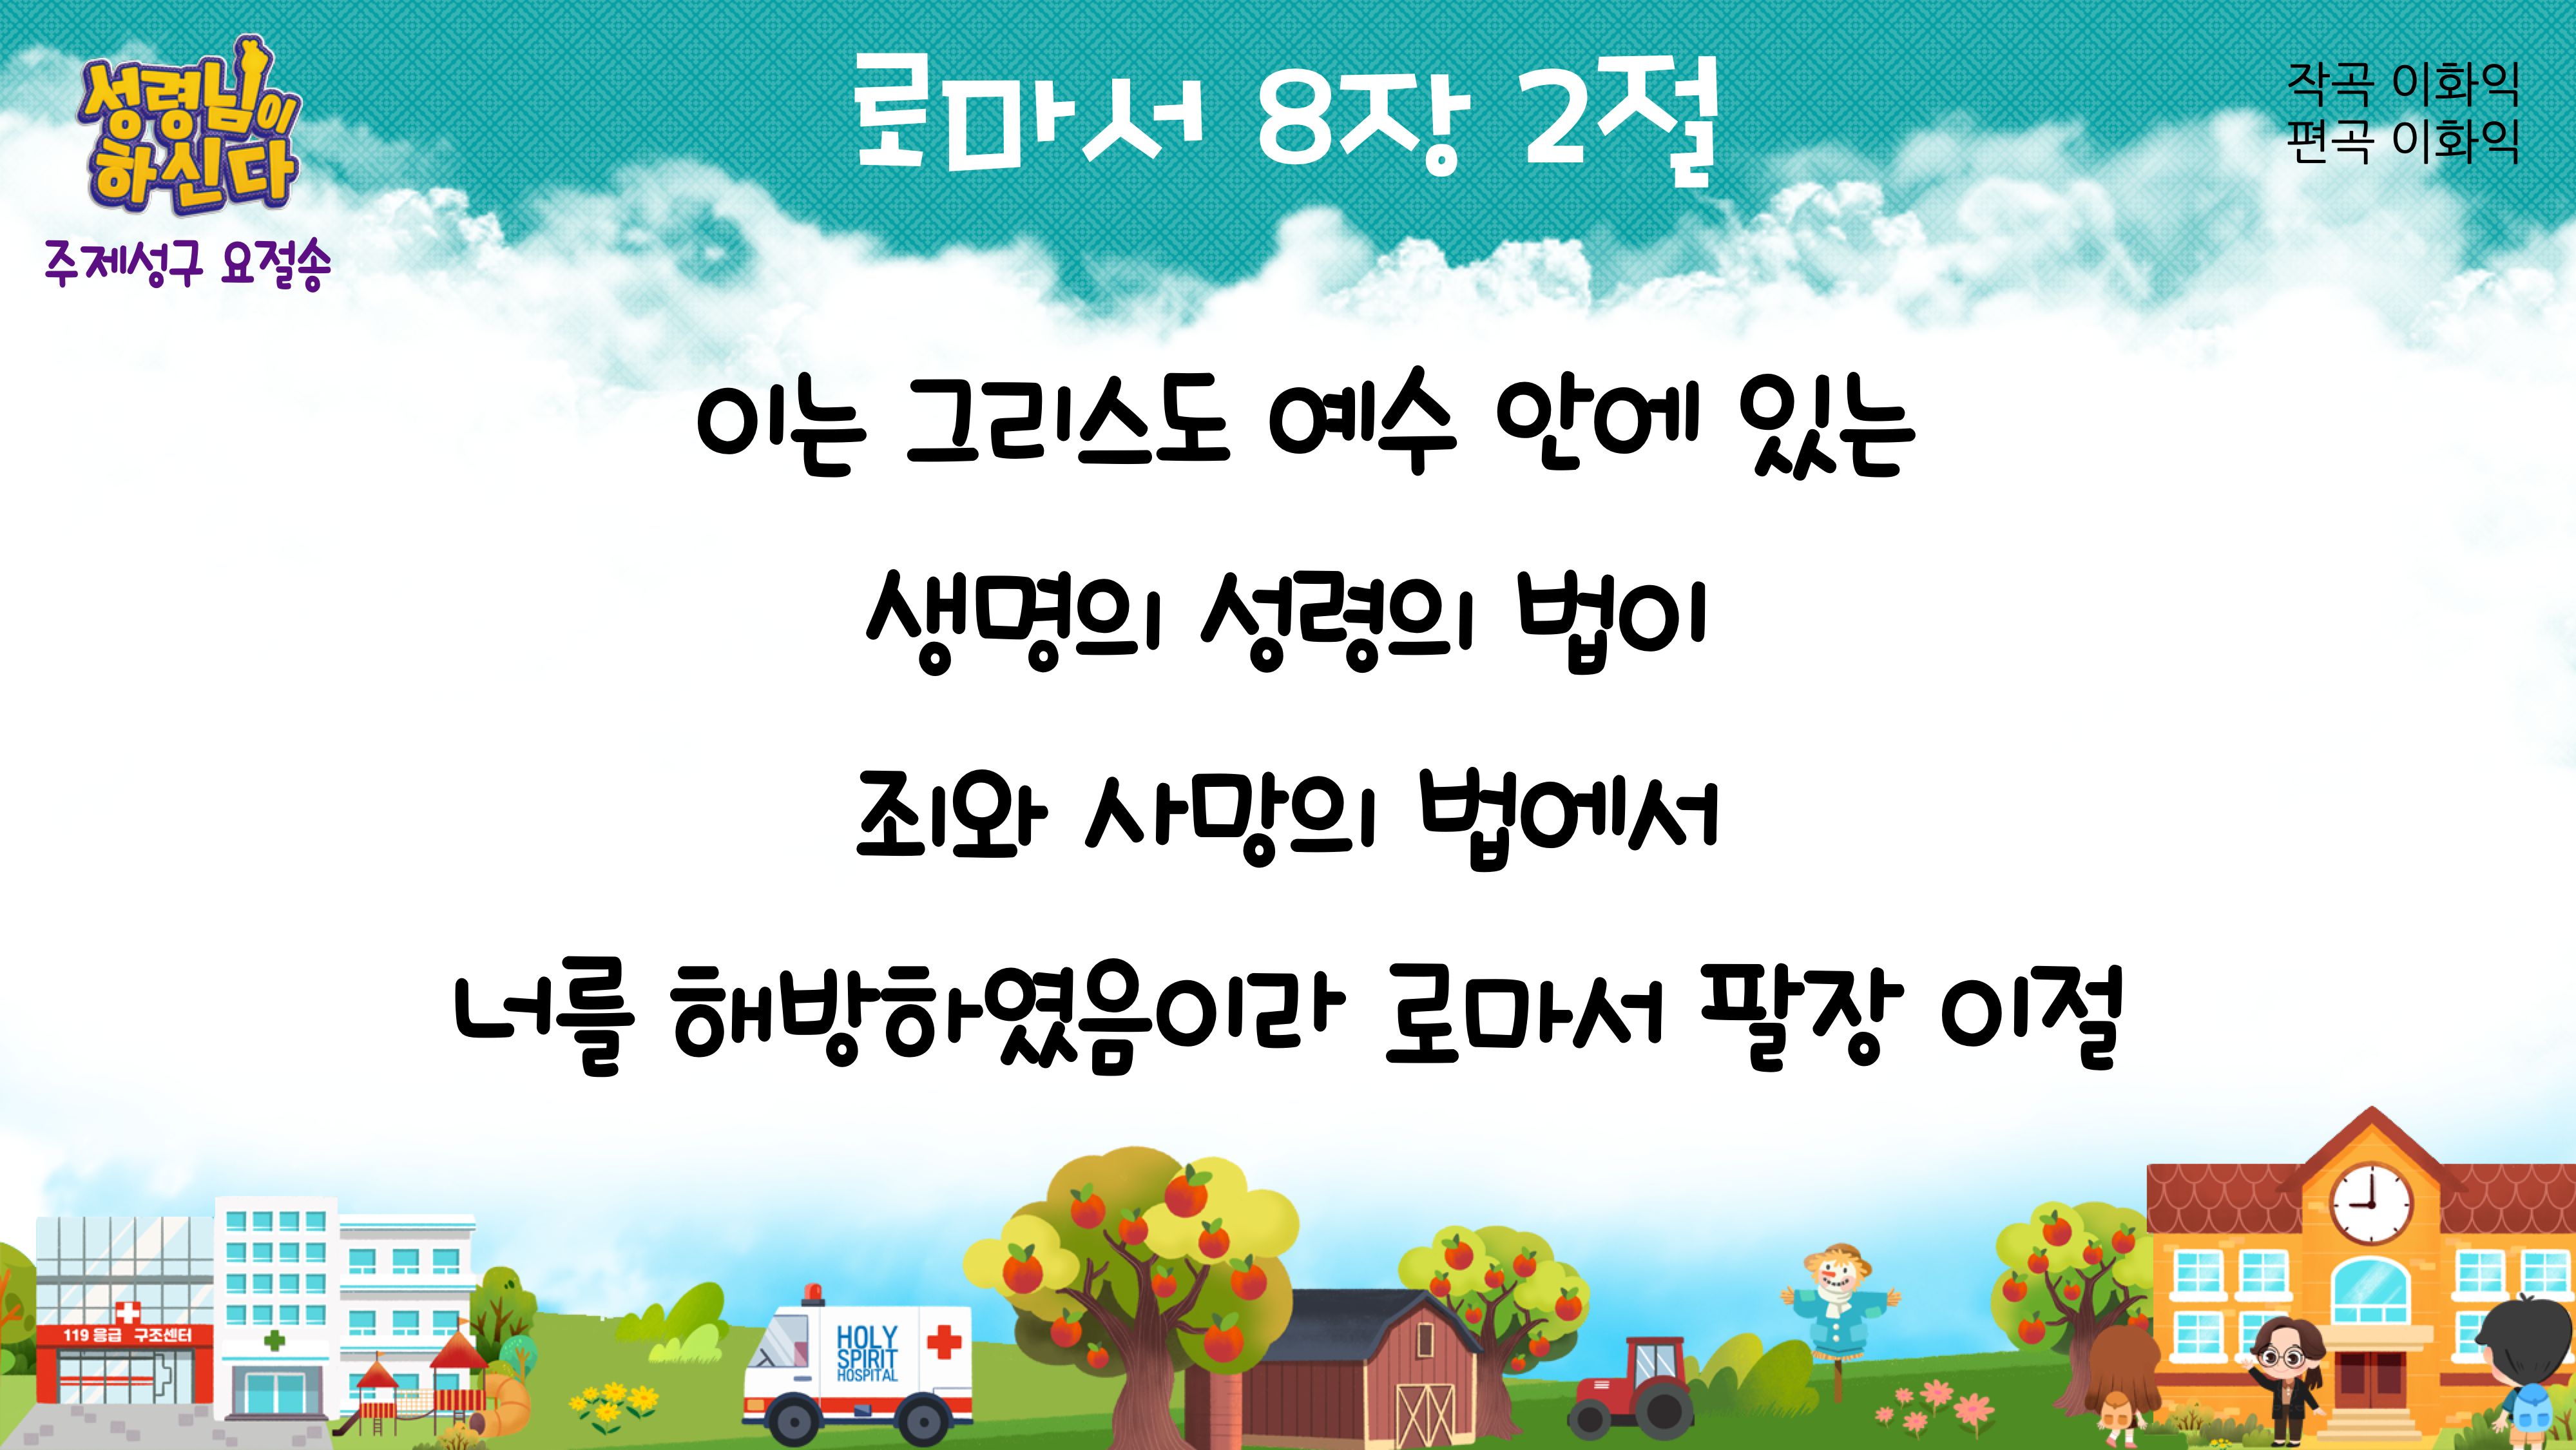 성령님이
하신다
주제성구 요절송
로마서 8장 2절
작곡 이화익
편곡 이화익
이는 그리스도 예수 안에 있는
생명의 성령의 법이
죄와 사망의 법에서
너를 해방하였음이라 로마서 팔장 이절
119 응급 구조센터
HOLY
SPIRIT
HOSPITAL